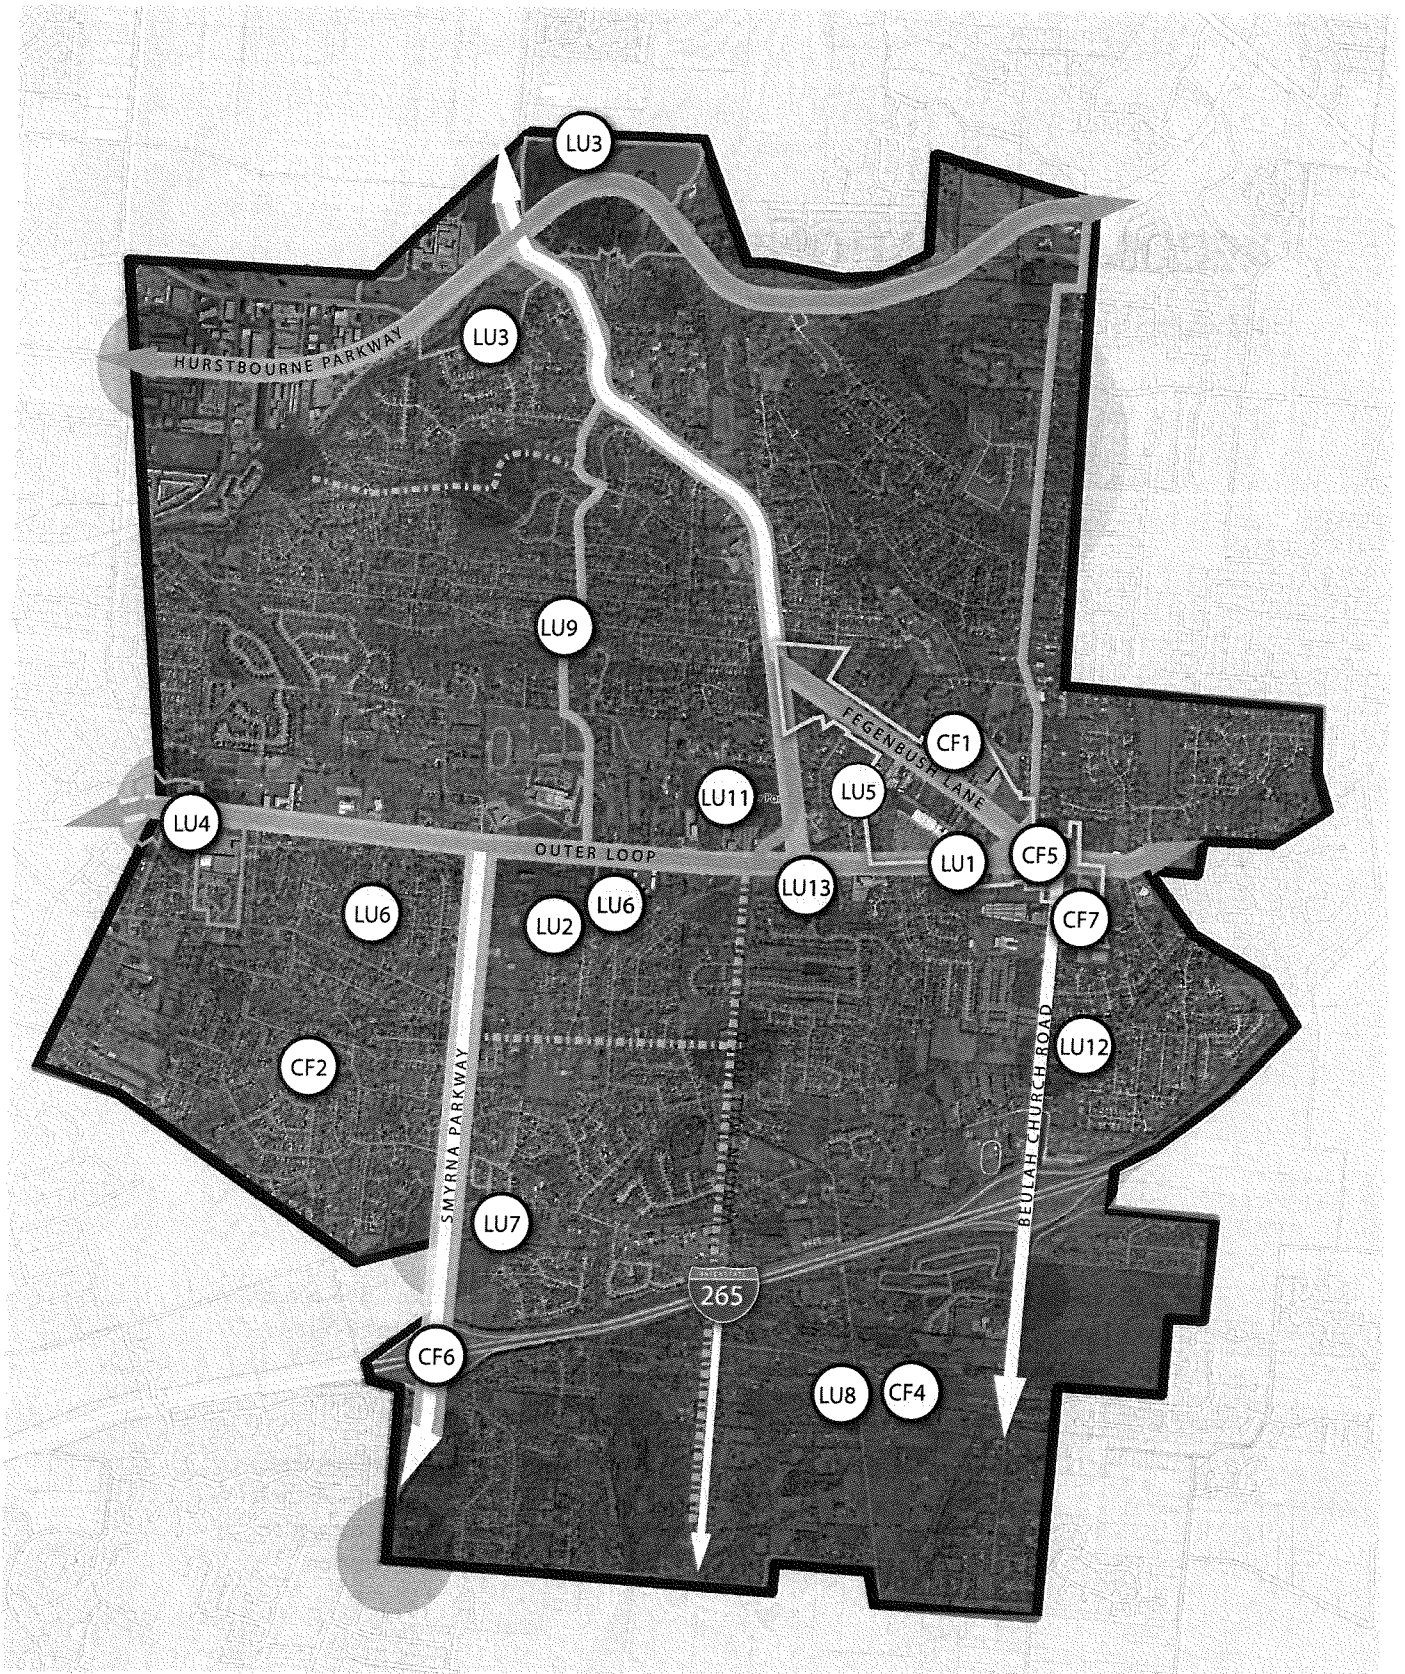 LU3
HURSTBOURNE PARKWAY
LU3
LU9
FEGENBUSH LANE
CF1
LU11
LU5
LU4
OUTER LOOP
LU1
CF5
LU13
LU6
LU6
LU2
CF7
BEULAH CHURCH ROAD
LU12
CF2
SMYRNA PARKWAY
LU7
INTERSTATE
265
CF6
LU8
CF4